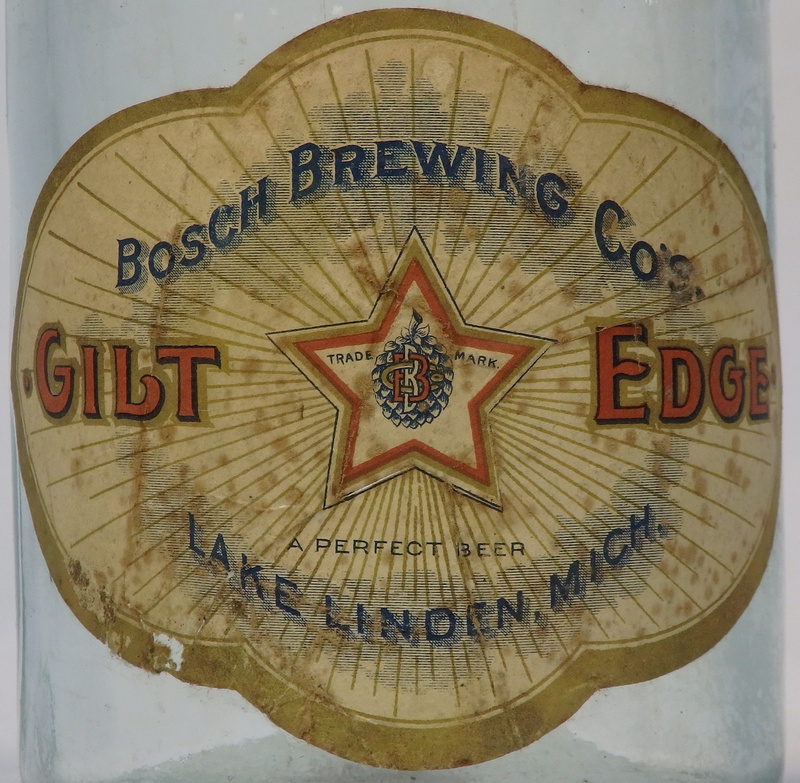 BOSCH BREWING CO'S.
GILT EDGE
TRADE MARK.
A PERFECT BEER
LAKE LINDEN, MICH.